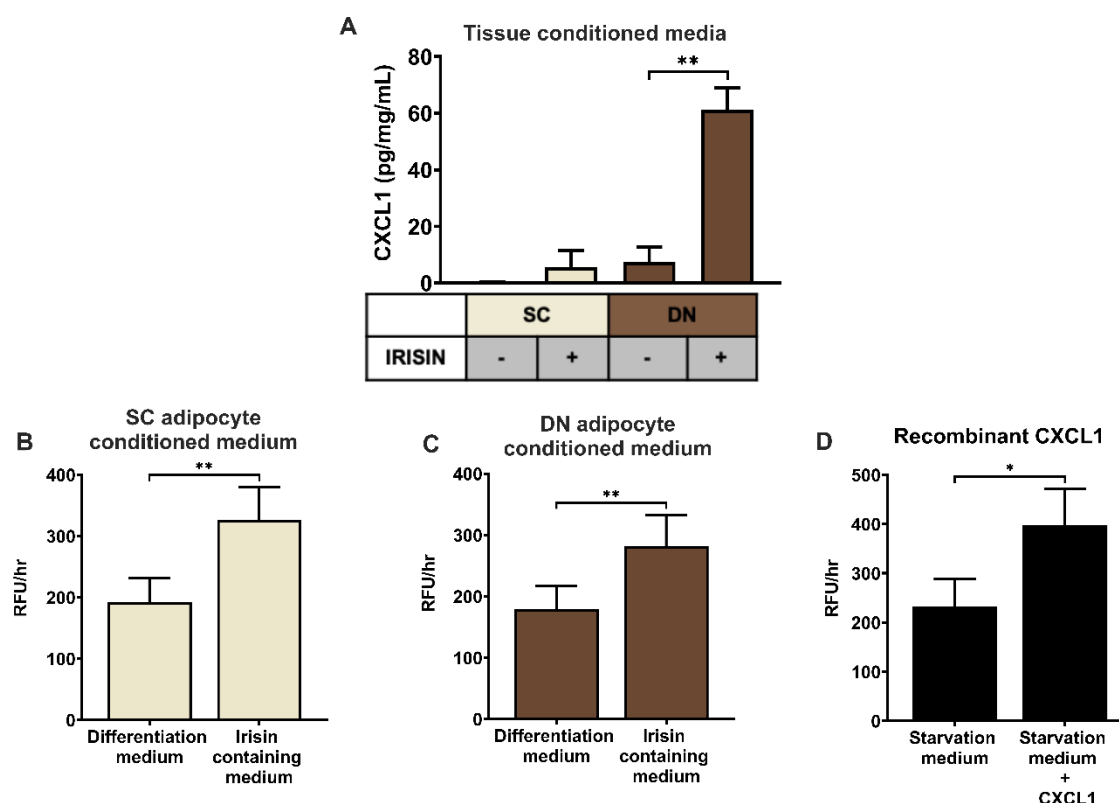 A
Tissue conditioned media
CXCL1 (pg/mg/mL)
80
60
40
20
0
**
SC DN
IRISIN - + - +
B
SC adipocyte
conditioned medium
RFU/hr
400
300
200
100
0
**
Differentiation
medium
Irisin
containing
medium
C
DN adipocyte
conditioned medium
RFU/hr
400
300
200
100
0
**
Differentiation
medium
Irisin
containing
medium
D
Recombinant CXCL1
RFU/hr
500
400
300
200
100
0
*
Starvation
medium
Starvation
medium
+
CXCL1